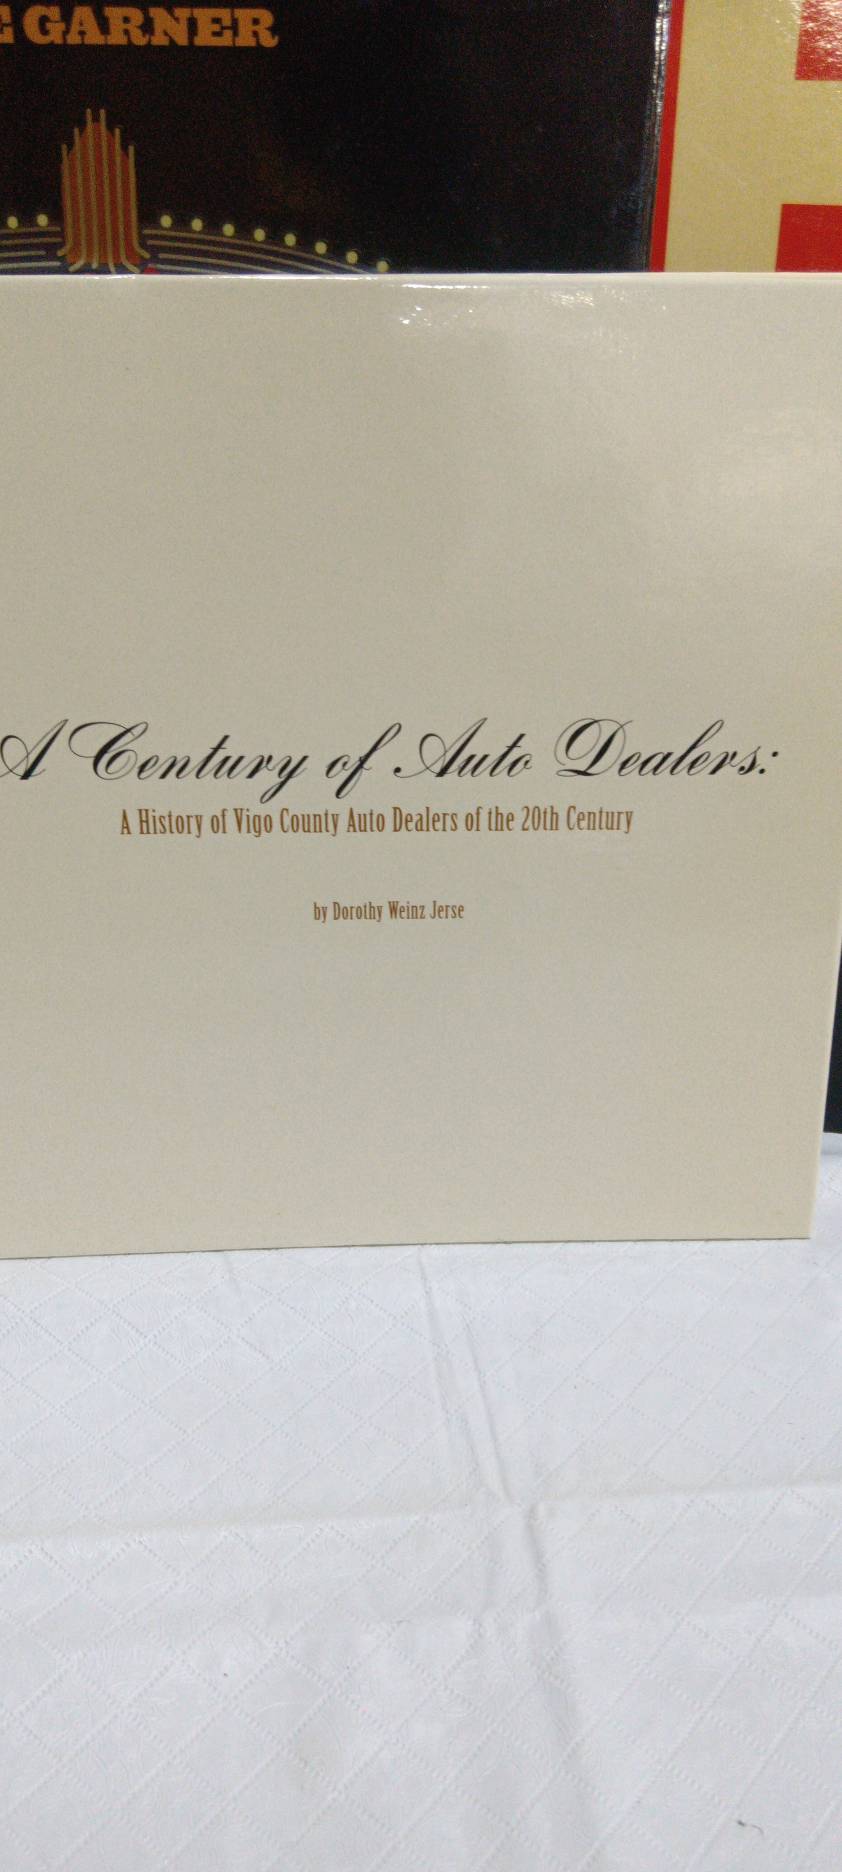 E GARNER
A Century of Auto Dealers:
A History of Vigo County Auto Dealers of the 20th Century
by Dorothy Weinz Jerse